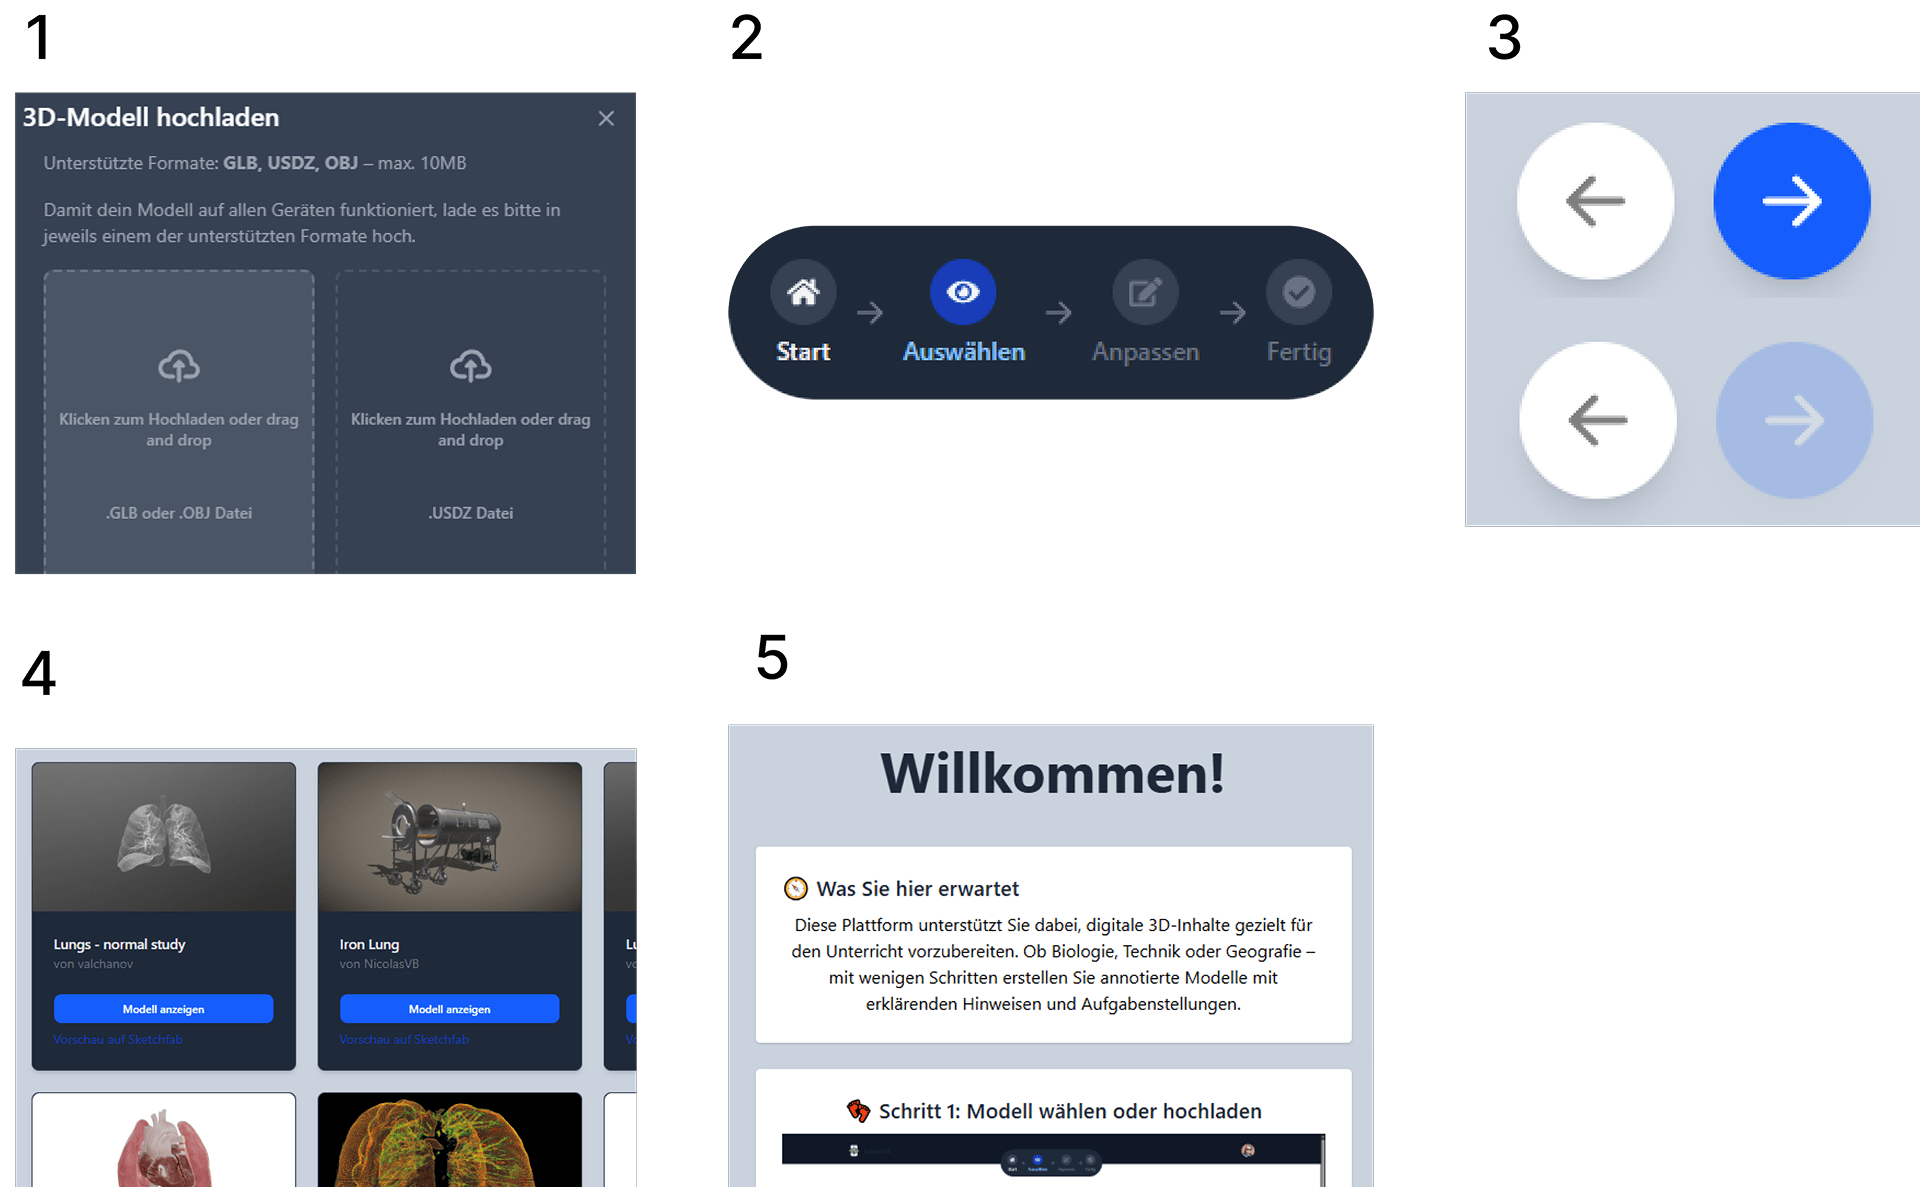 1
2
3
3D-Modell hochladen
Unterstützte Formate: GLB, USDZ, OBJ – max. 10MB
Damit dein Modell auf allen Geräten funktioniert, lade es bitte in
jeweils einem der unterstützten Formate hoch.
Klicken zum Hochladen oder drag
and drop
.GLB oder .OBJ Datei
Klicken zum Hochladen oder drag
and drop
.USDZ Datei
Start
Auswählen
Anpassen
Fertig
4
5
Lungs - normal study
von valchanov
Modell anzeigen
Vorschau auf Sketchfab
Iron Lung
von NicolasVB
Modell anzeigen
Vorschau auf Sketchfab
Willkommen!
Was Sie hier erwartet
Diese Plattform unterstützt Sie dabei, digitale 3D-Inhalte gezielt für
den Unterricht vorzubereiten. Ob Biologie, Technik oder Geografie –
mit wenigen Schritten erstellen Sie annotierte Modelle mit
erklärenden Hinweisen und Aufgabenstellungen.
Schritt 1: Modell wählen oder hochladen
Start
Auswählen